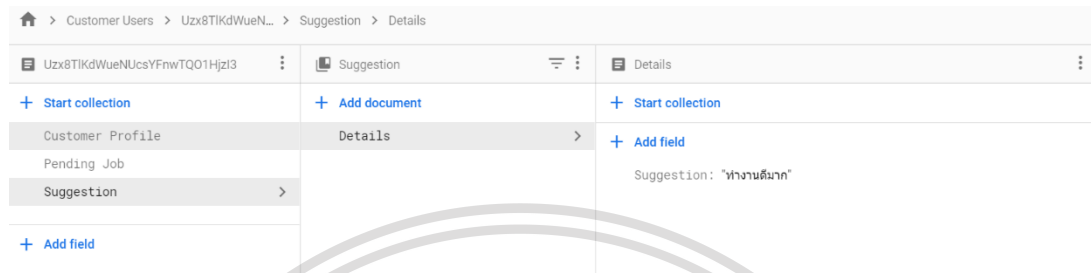 Customer Users > Uzx8TlKdWueN... > Suggestion > Details
Uzx8TlKdWueNUcsYFnwTQO1HjzI3
Suggestion
Details
+ Start collection
+ Add document
+ Start collection
Customer Profile
Details
+ Add field
Pending Job
Suggestion: "ทำงานดีมาก"
Suggestion
+ Add field